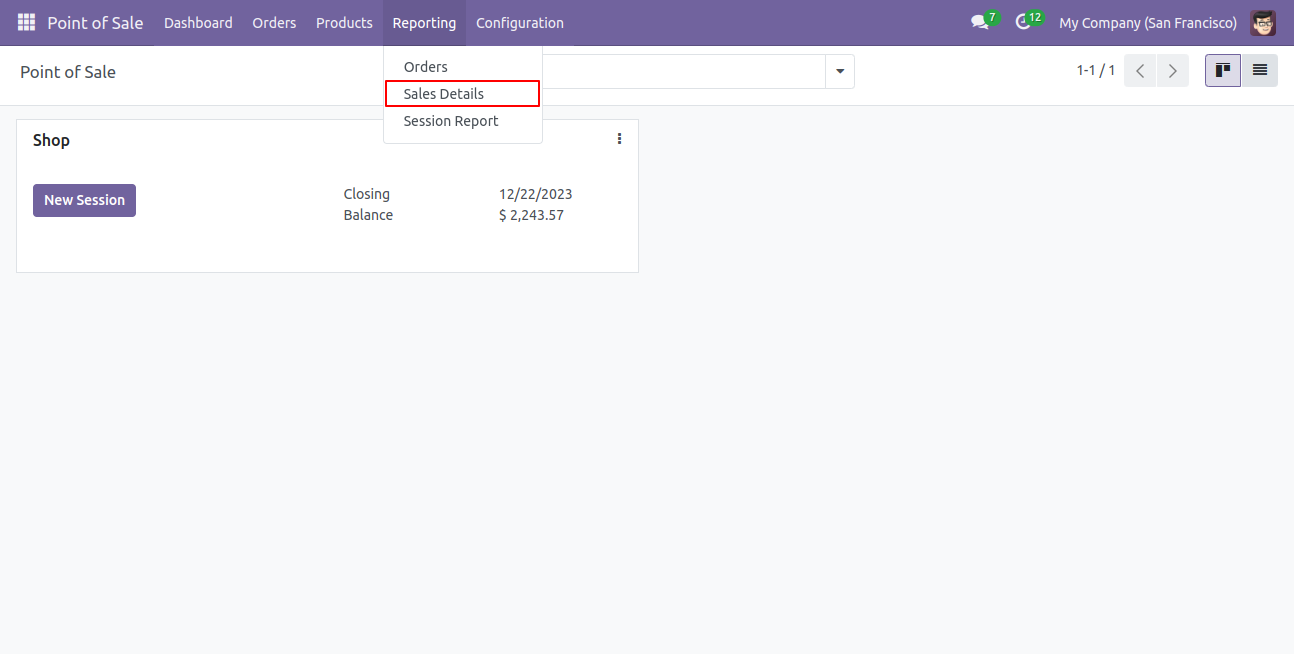 Point of Sale Dashboard Orders Products Reporting Configuration 7 12 My Company (San Francisco)
Point of Sale
Orders
Sales Details
Session Report
1-1 / 1
Shop
New Session
Closing 12/22/2023
Balance $ 2,243.57